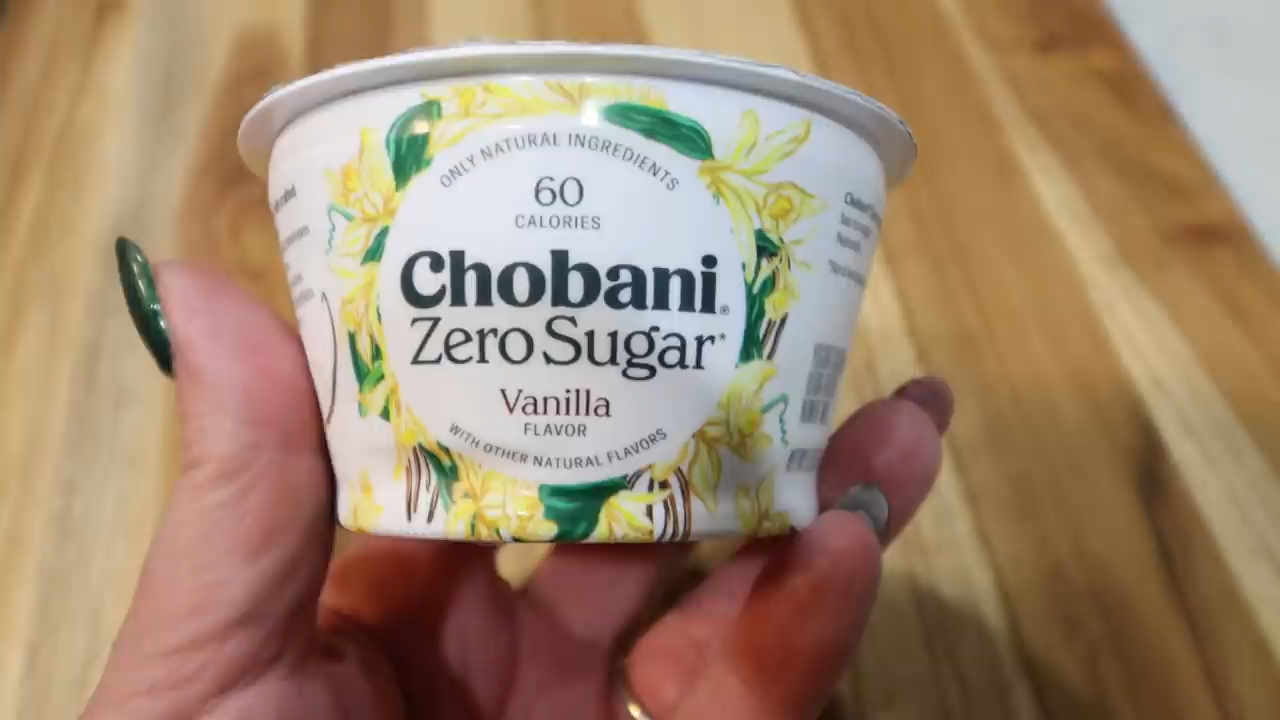 ONLY NATURAL INGREDIENTS
60
CALORIES
Chobani®
Zero Sugar*
Vanilla
FLAVOR
WITH OTHER NATURAL FLAVORS